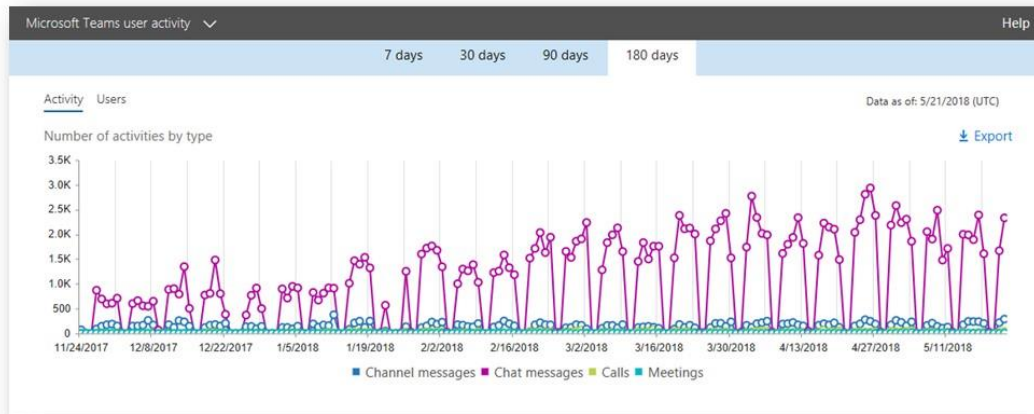 Microsoft Teams user activity Help
7 days 30 days 90 days 180 days
Activity Users Data as of: 5/21/2018 (UTC)
Number of activities by type Export
3.5K
3.0K
2.5K
2.0K
1.5K
1.0K
500
0
11/24/2017 12/8/2017 12/22/2017 1/5/2018 1/19/2018 2/2/2018 2/16/2018 3/2/2018 3/16/2018 3/30/2018 4/13/2018 4/27/2018 5/11/2018
Channel messages Chat messages Calls Meetings